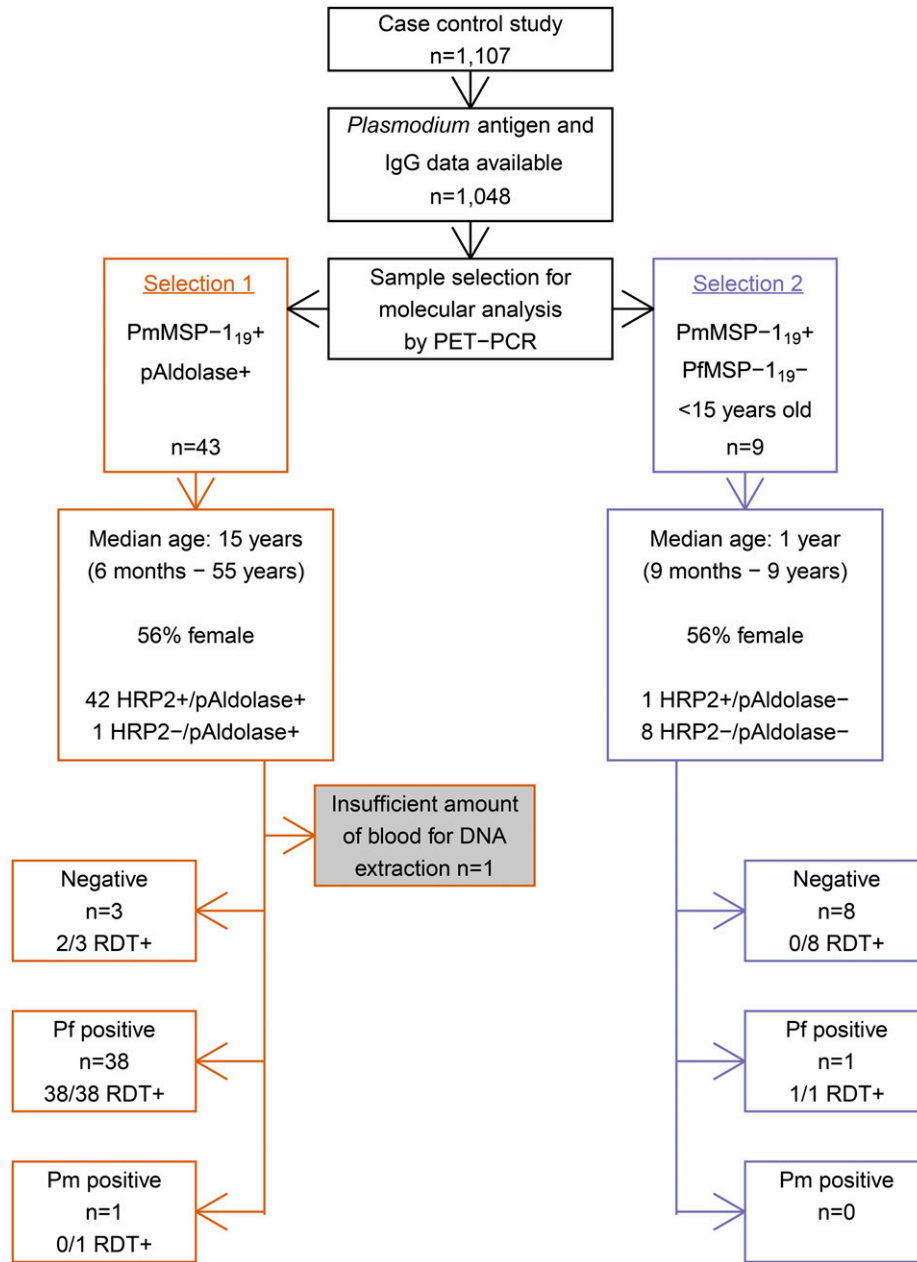 Case control study
n=1,107
Plasmodium antigen and
IgG data available
n=1,048
Sample selection for
molecular analysis
by PET−PCR
Selection 1
PmMSP−1₁₉+
pAldolase+
n=43
Selection 2
PmMSP−1₁₉+
PfMSP−1₁₉−
<15 years old
n=9
Median age: 15 years
(6 months − 55 years)
56% female
42 HRP2+/pAldolase+
1 HRP2−/pAldolase+
Median age: 1 year
(9 months − 9 years)
56% female
1 HRP2+/pAldolase−
8 HRP2−/pAldolase−
Insufficient amount
of blood for DNA
extraction n=1
Negative
n=3
2/3 RDT+
Pf positive
n=38
38/38 RDT+
Pm positive
n=1
0/1 RDT+
Negative
n=8
0/8 RDT+
Pf positive
n=1
1/1 RDT+
Pm positive
n=0